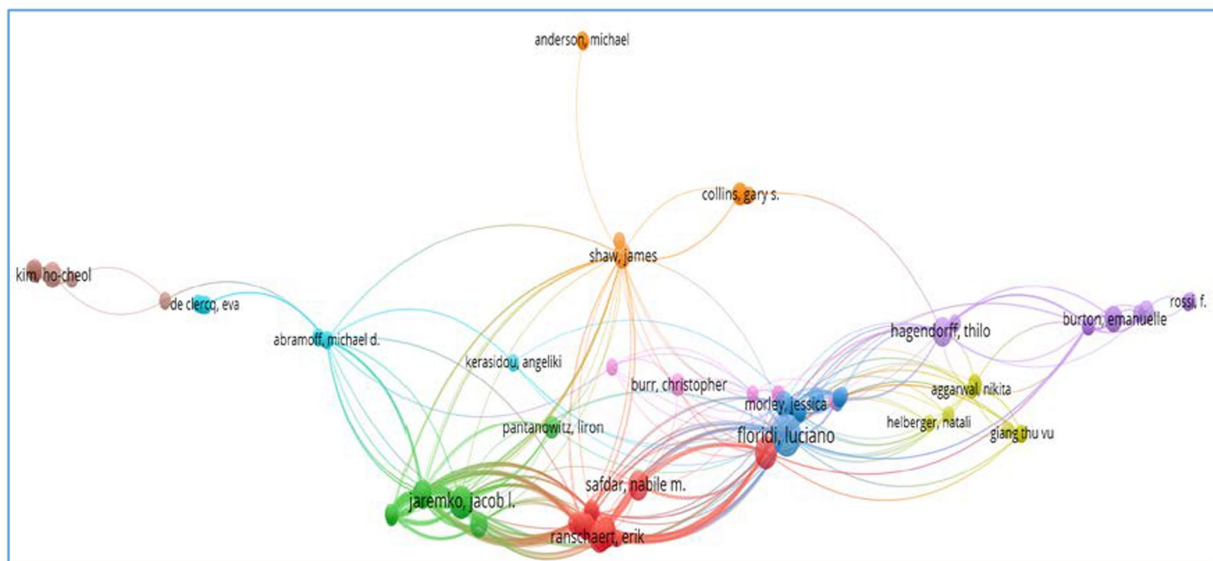 anderson, michael
collins, gary s.
shaw, james
kim, ho-cheol
de clercq, eva
rossi, f.
burton, emanuelle
hagendorff, thilo
abramoff, michael d.
kerasidou, angeliki
burr, christopher
aggarwal, nikita
morley, jessica
helberger, natali
giang thu vu
pantanowitz, liron
floridi, luciano
safdar, nabile m.
jaremko, jacob l.
ranschaert, erik